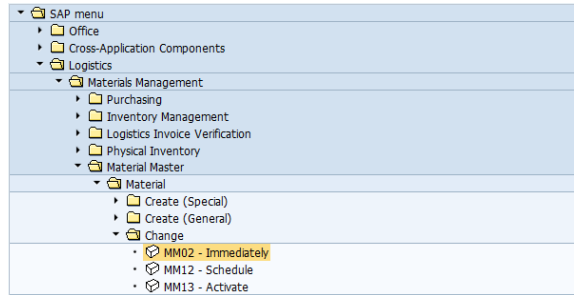 SAP menu
Office
Cross-Application Components
Logistics
Materials Management
Purchasing
Inventory Management
Logistics Invoice Verification
Physical Inventory
Material Master
Material
Create (Special)
Create (General)
Change
MM02 - Immediately
MM12 - Schedule
MM13 - Activate